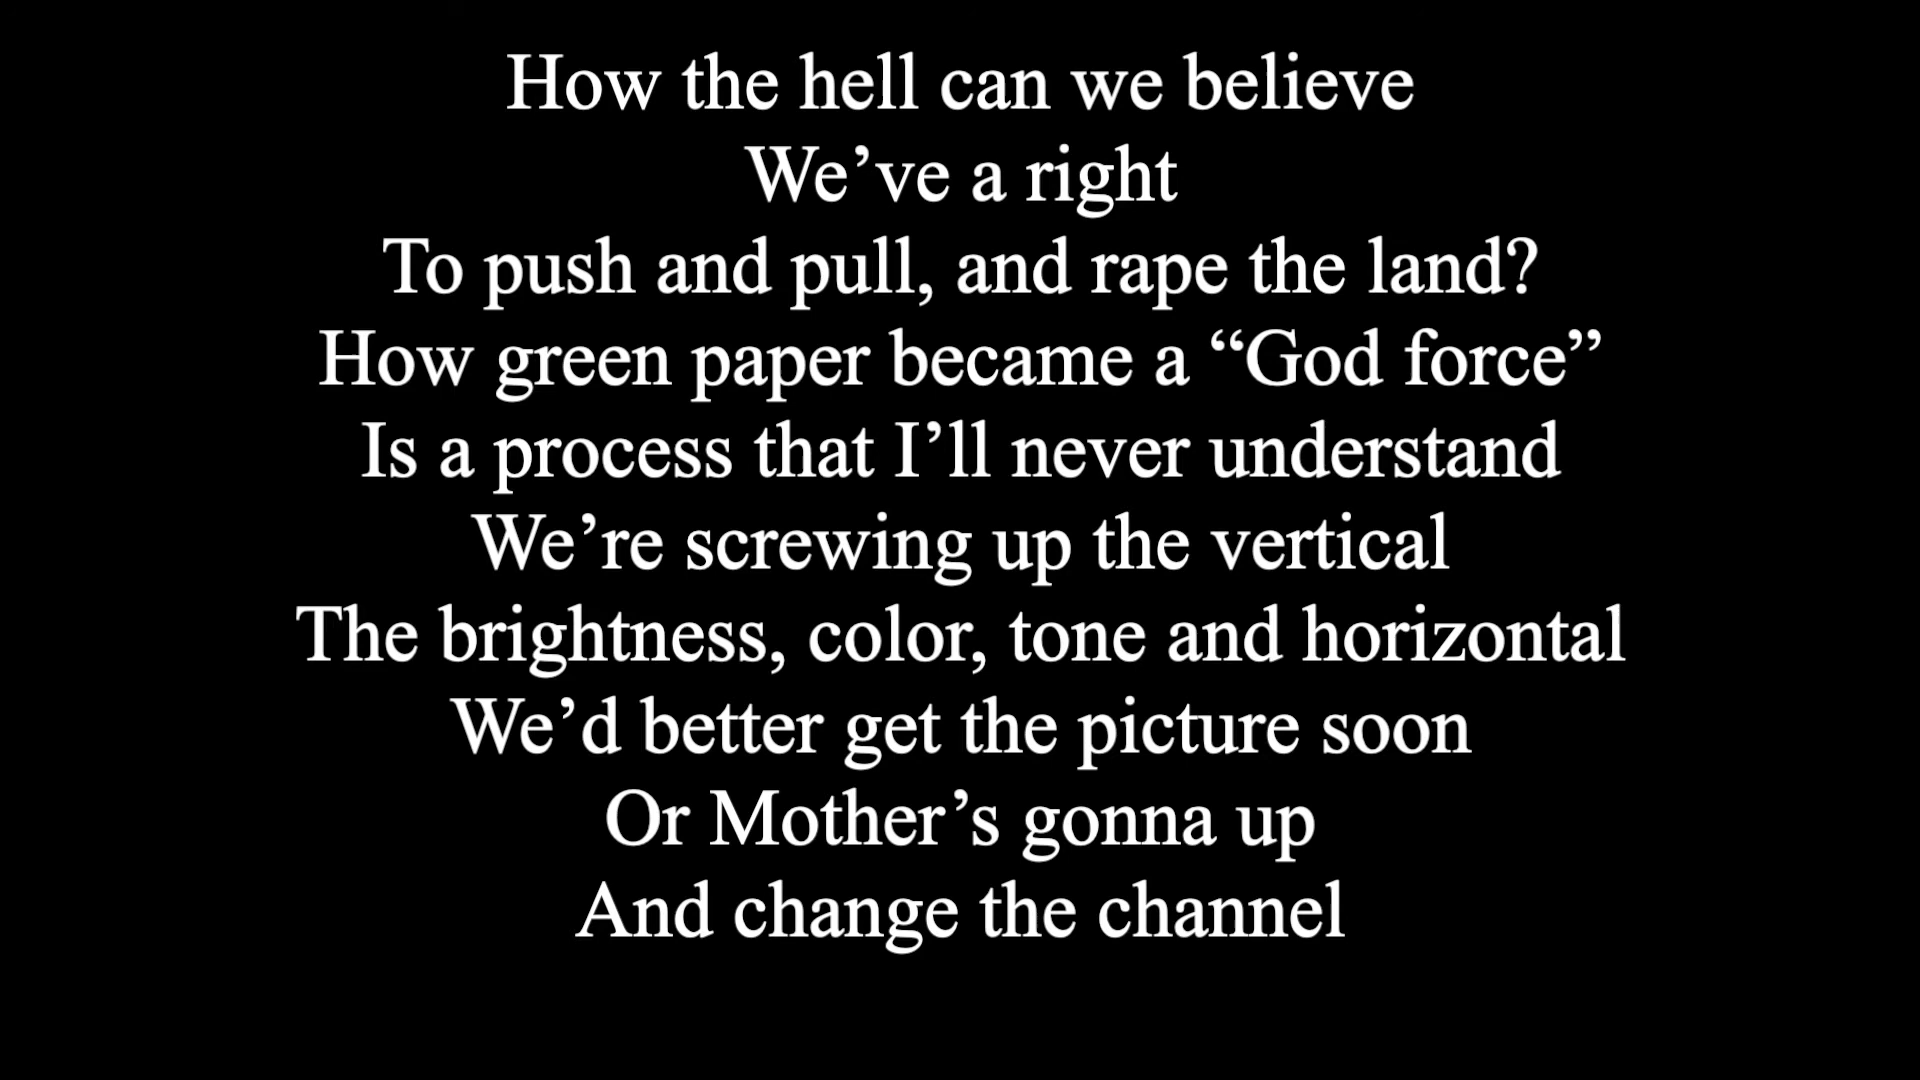 How the hell can we believe
We’ve a right
To push and pull, and rape the land?
How green paper became a “God force”
Is a process that I’ll never understand
We’re screwing up the vertical
The brightness, color, tone and horizontal
We’d better get the picture soon
Or Mother’s gonna up
And change the channel